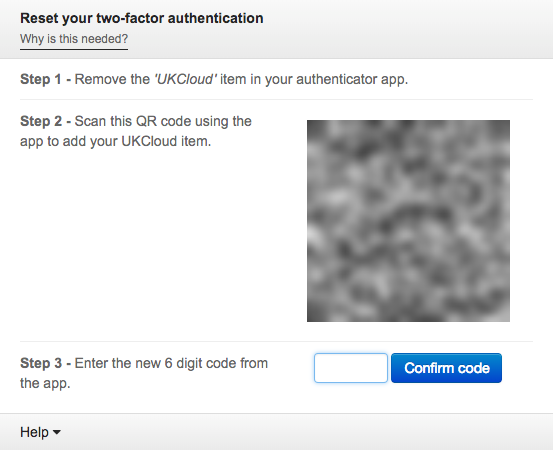 Reset your two-factor authentication
Why is this needed?
Step 1 - Remove the 'UKCloud' item in your authenticator app.
Step 2 - Scan this QR code using the
app to add your UKCloud item.
Step 3 - Enter the new 6 digit code from
the app.
Confirm code
Help